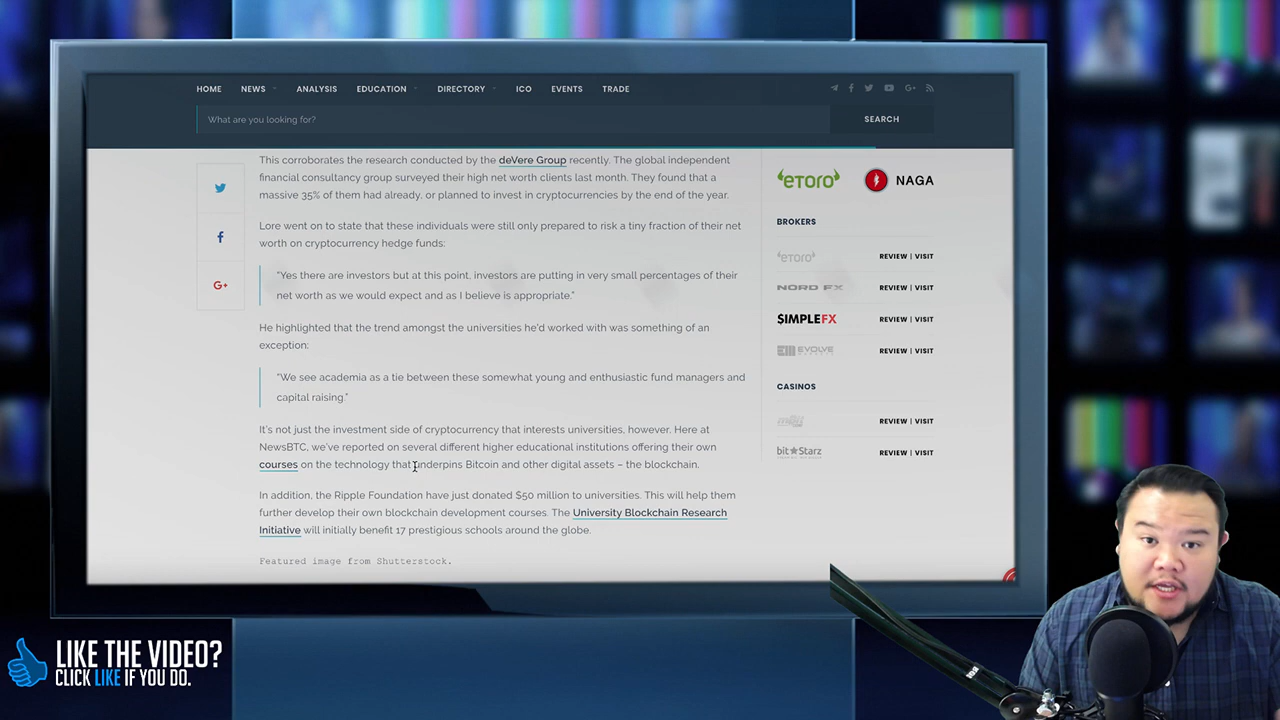 HOME NEWS ANALYSIS EDUCATION DIRECTORY ICO EVENTS TRADE
What are you looking for? SEARCH
This corroborates the research conducted by the deVere Group recently. The global independent
financial consultancy group surveyed their high net worth clients last month. They found that a
massive 35% of them had already, or planned to invest in cryptocurrencies by the end of the year.
Lore went on to state that these individuals were still only prepared to risk a tiny fraction of their net
worth on cryptocurrency hedge funds:
“Yes there are investors but at this point, investors are putting in very small percentages of their
net worth as we would expect and as I believe is appropriate.”
He highlighted that the trend amongst the universities he’d worked with was something of an
exception:
“We see academia as a tie between these somewhat young and enthusiastic fund managers and
capital raising.”
It’s not just the investment side of cryptocurrency that interests universities, however. Here at
NewsBTC, we’ve reported on several different higher educational institutions offering their own
courses on the technology that underpins Bitcoin and other digital assets – the blockchain.
In addition, the Ripple Foundation have just donated $50 million to universities. This will help them
further develop their own blockchain development courses. The University Blockchain Research
Initiative will initially benefit 17 prestigious schools around the globe.
Featured image from Shutterstock.
G+
eToro NAGA
BROKERS
eToro REVIEW | VISIT
NORD FX REVIEW | VISIT
$IMPLEFX REVIEW | VISIT
EVOLVE MARKETS REVIEW | VISIT
CASINOS
REVIEW | VISIT
bit★Starz REVIEW | VISIT
LIKE THE VIDEO?
CLICK LIKE IF YOU DO.